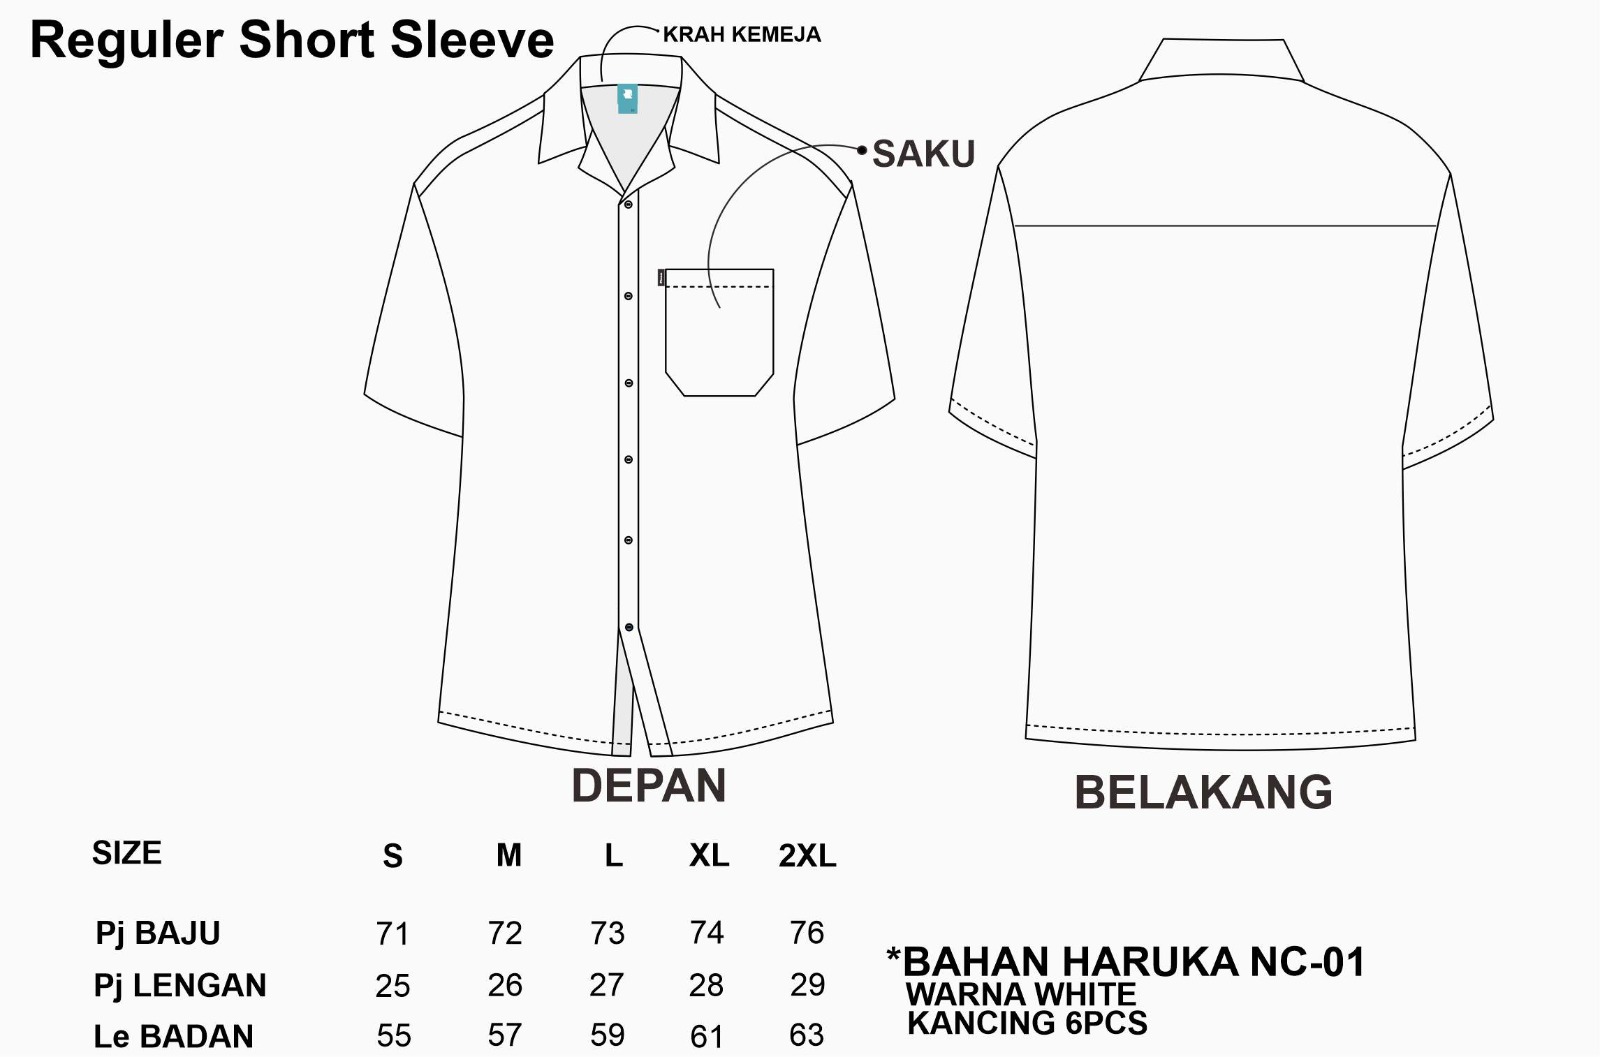 Reguler Short Sleeve
KRAH KEMEJA
SAKU
DEPAN
BELAKANG
SIZE S M L XL 2XL
Pj BAJU 71 72 73 74 76
Pj LENGAN 25 26 27 28 29
Le BADAN 55 57 59 61 63
*BAHAN HARUKA NC-01
WARNA WHITE
KANCING 6PCS